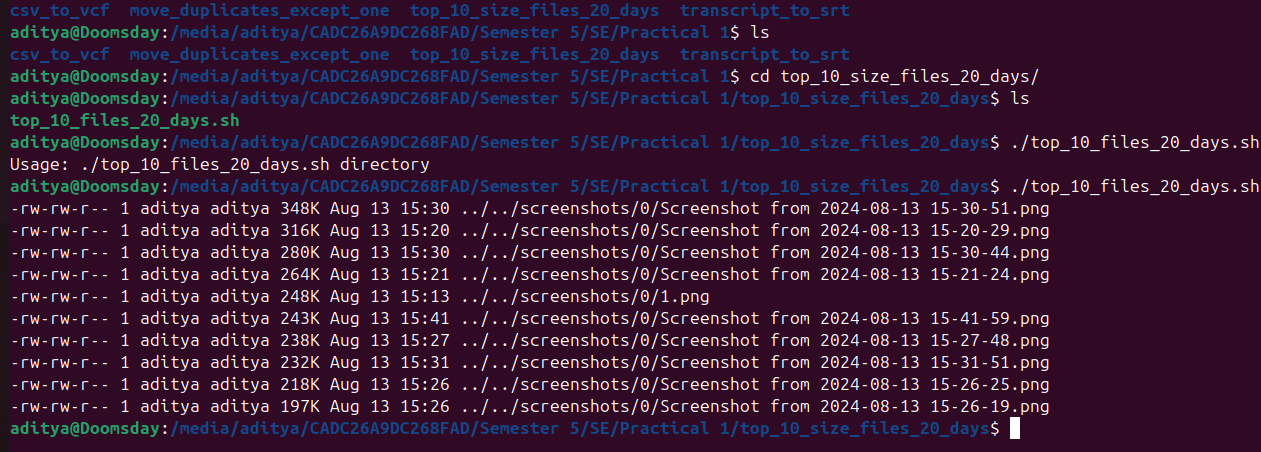 csv_to_vcf  move_duplicates_except_one  top_10_size_files_20_days  transcript_to_srt
aditya@Doomsday:/media/aditya/CADC26A9DC268FAD/Semester 5/SE/Practical 1$ ls
csv_to_vcf  move_duplicates_except_one  top_10_size_files_20_days  transcript_to_srt
aditya@Doomsday:/media/aditya/CADC26A9DC268FAD/Semester 5/SE/Practical 1$ cd top_10_size_files_20_days/
aditya@Doomsday:/media/aditya/CADC26A9DC268FAD/Semester 5/SE/Practical 1/top_10_size_files_20_days$ ls
top_10_files_20_days.sh
aditya@Doomsday:/media/aditya/CADC26A9DC268FAD/Semester 5/SE/Practical 1/top_10_size_files_20_days$ ./top_10_files_20_days.sh
Usage: ./top_10_files_20_days.sh directory
aditya@Doomsday:/media/aditya/CADC26A9DC268FAD/Semester 5/SE/Practical 1/top_10_size_files_20_days$ ./top_10_files_20_days.sh
-rw-rw-r-- 1 aditya aditya 348K Aug 13 15:30 ../../screenshots/0/Screenshot from 2024-08-13 15-30-51.png
-rw-rw-r-- 1 aditya aditya 316K Aug 13 15:20 ../../screenshots/0/Screenshot from 2024-08-13 15-20-29.png
-rw-rw-r-- 1 aditya aditya 280K Aug 13 15:30 ../../screenshots/0/Screenshot from 2024-08-13 15-30-44.png
-rw-rw-r-- 1 aditya aditya 264K Aug 13 15:21 ../../screenshots/0/Screenshot from 2024-08-13 15-21-24.png
-rw-rw-r-- 1 aditya aditya 248K Aug 13 15:13 ../../screenshots/0/1.png
-rw-rw-r-- 1 aditya aditya 243K Aug 13 15:41 ../../screenshots/0/Screenshot from 2024-08-13 15-41-59.png
-rw-rw-r-- 1 aditya aditya 238K Aug 13 15:27 ../../screenshots/0/Screenshot from 2024-08-13 15-27-48.png
-rw-rw-r-- 1 aditya aditya 232K Aug 13 15:31 ../../screenshots/0/Screenshot from 2024-08-13 15-31-51.png
-rw-rw-r-- 1 aditya aditya 218K Aug 13 15:26 ../../screenshots/0/Screenshot from 2024-08-13 15-26-25.png
-rw-rw-r-- 1 aditya aditya 197K Aug 13 15:26 ../../screenshots/0/Screenshot from 2024-08-13 15-26-19.png
aditya@Doomsday:/media/aditya/CADC26A9DC268FAD/Semester 5/SE/Practical 1/top_10_size_files_20_days$